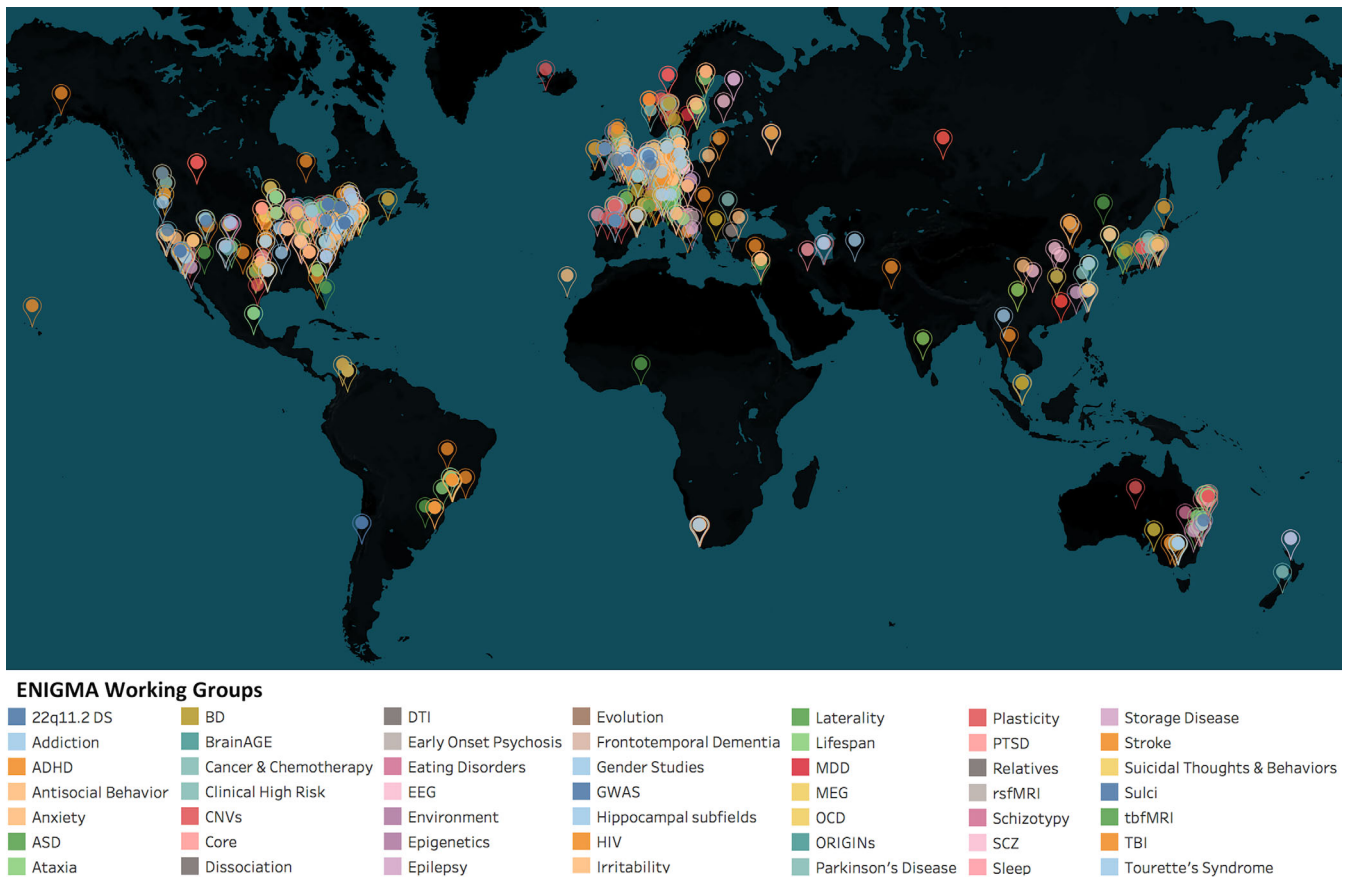 ENIGMA Working Groups
22q11.2 DS
Addiction
ADHD
Antisocial Behavior
Anxiety
ASD
Ataxia
BD
BrainAGE
Cancer & Chemotherapy
Clinical High Risk
CNVs
Core
Dissociation
DTI
Early Onset Psychosis
Eating Disorders
EEG
Environment
Epigenetics
Epilepsy
Evolution
Frontotemporal Dementia
Gender Studies
GWAS
Hippocampal subfields
HIV
Irritability
Laterality
Lifespan
MDD
MEG
OCD
ORIGINs
Parkinson's Disease
Plasticity
PTSD
Relatives
rsfMRI
Schizotypy
SCZ
Sleep
Storage Disease
Stroke
Suicidal Thoughts & Behaviors
Sulci
tbfMRI
TBI
Tourette's Syndrome